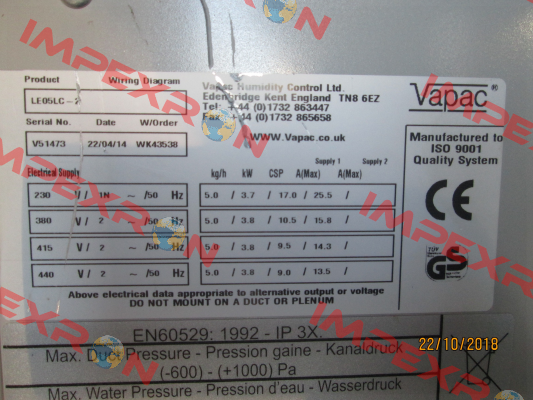 Product Wiring Diagram
LE05LC-2
Serial No. Date W/Order
V51473 22/04/14 WK43538
Vapac Humidity Control Ltd.
Edenbridge Kent England TN8 6EZ
Tel: +44 (0)1732 863447
Fax: +44 (0)1732 865658
www.Vapac.co.uk
Vapac ®
Manufactured to
ISO 9001
Quality System
CE
GS
Electrical Supply kg/h kW CSP A(Max) Supply 1 A(Max) Supply 2
230 V/ 1N ~ /50 Hz 5.0 / 3.7 / 17.0 / 25.5 /
380 V/ 2 ~ /50 Hz 5.0 / 3.8 / 10.5 / 15.8 /
415 V/ 2 ~ /50 Hz 5.0 / 3.8 / 9.5 / 14.3 /
440 V/ 2 ~ /50 Hz 5.0 / 3.8 / 9.0 / 13.5 /
Above electrical data appropriate to alternative output or voltage
DO NOT MOUNT ON A DUCT OR PLENUM
EN60529: 1992 - IP 3X.
Max. Duct Pressure - Pression gaine - Kanaldruck
(-600) - (+1000) Pa
Max. Water Pressure - Pression d'eau - Wasserdruck
22/10/2018
IMPEXRON